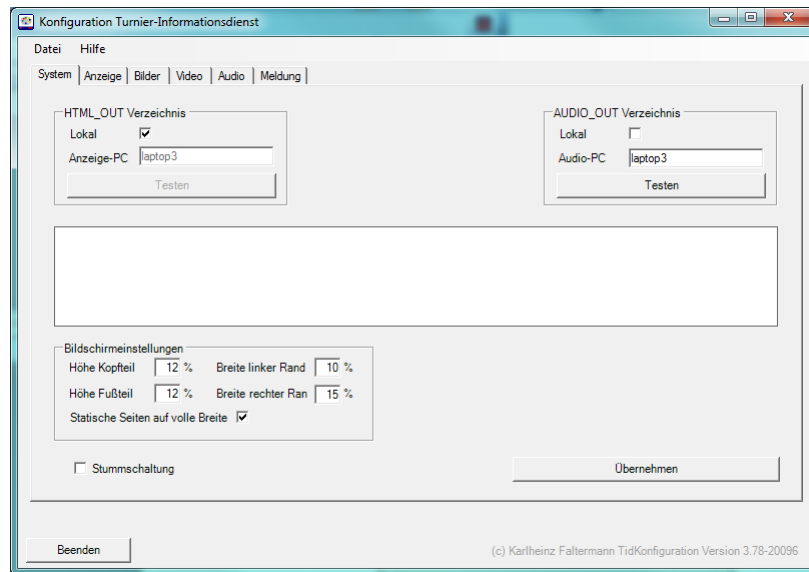 Konfiguration Turnier-Informationsdienst
Datei Hilfe
System Anzeige Bilder Video Audio Meldung
HTML_OUT Verzeichnis
Lokal
Anzeige-PC laptop3
Testen
AUDIO_OUT Verzeichnis
Lokal
Audio-PC laptop3
Testen
Bildschirmeinstellungen
Höhe Kopfteil 12 % Breite linker Rand 10 %
Höhe Fußteil 12 % Breite rechter Ran 15 %
Statische Seiten auf volle Breite
Stummschaltung
Übernehmen
Beenden
(c) Karlheinz Faltermann TidKonfiguration Version 3.78-20096